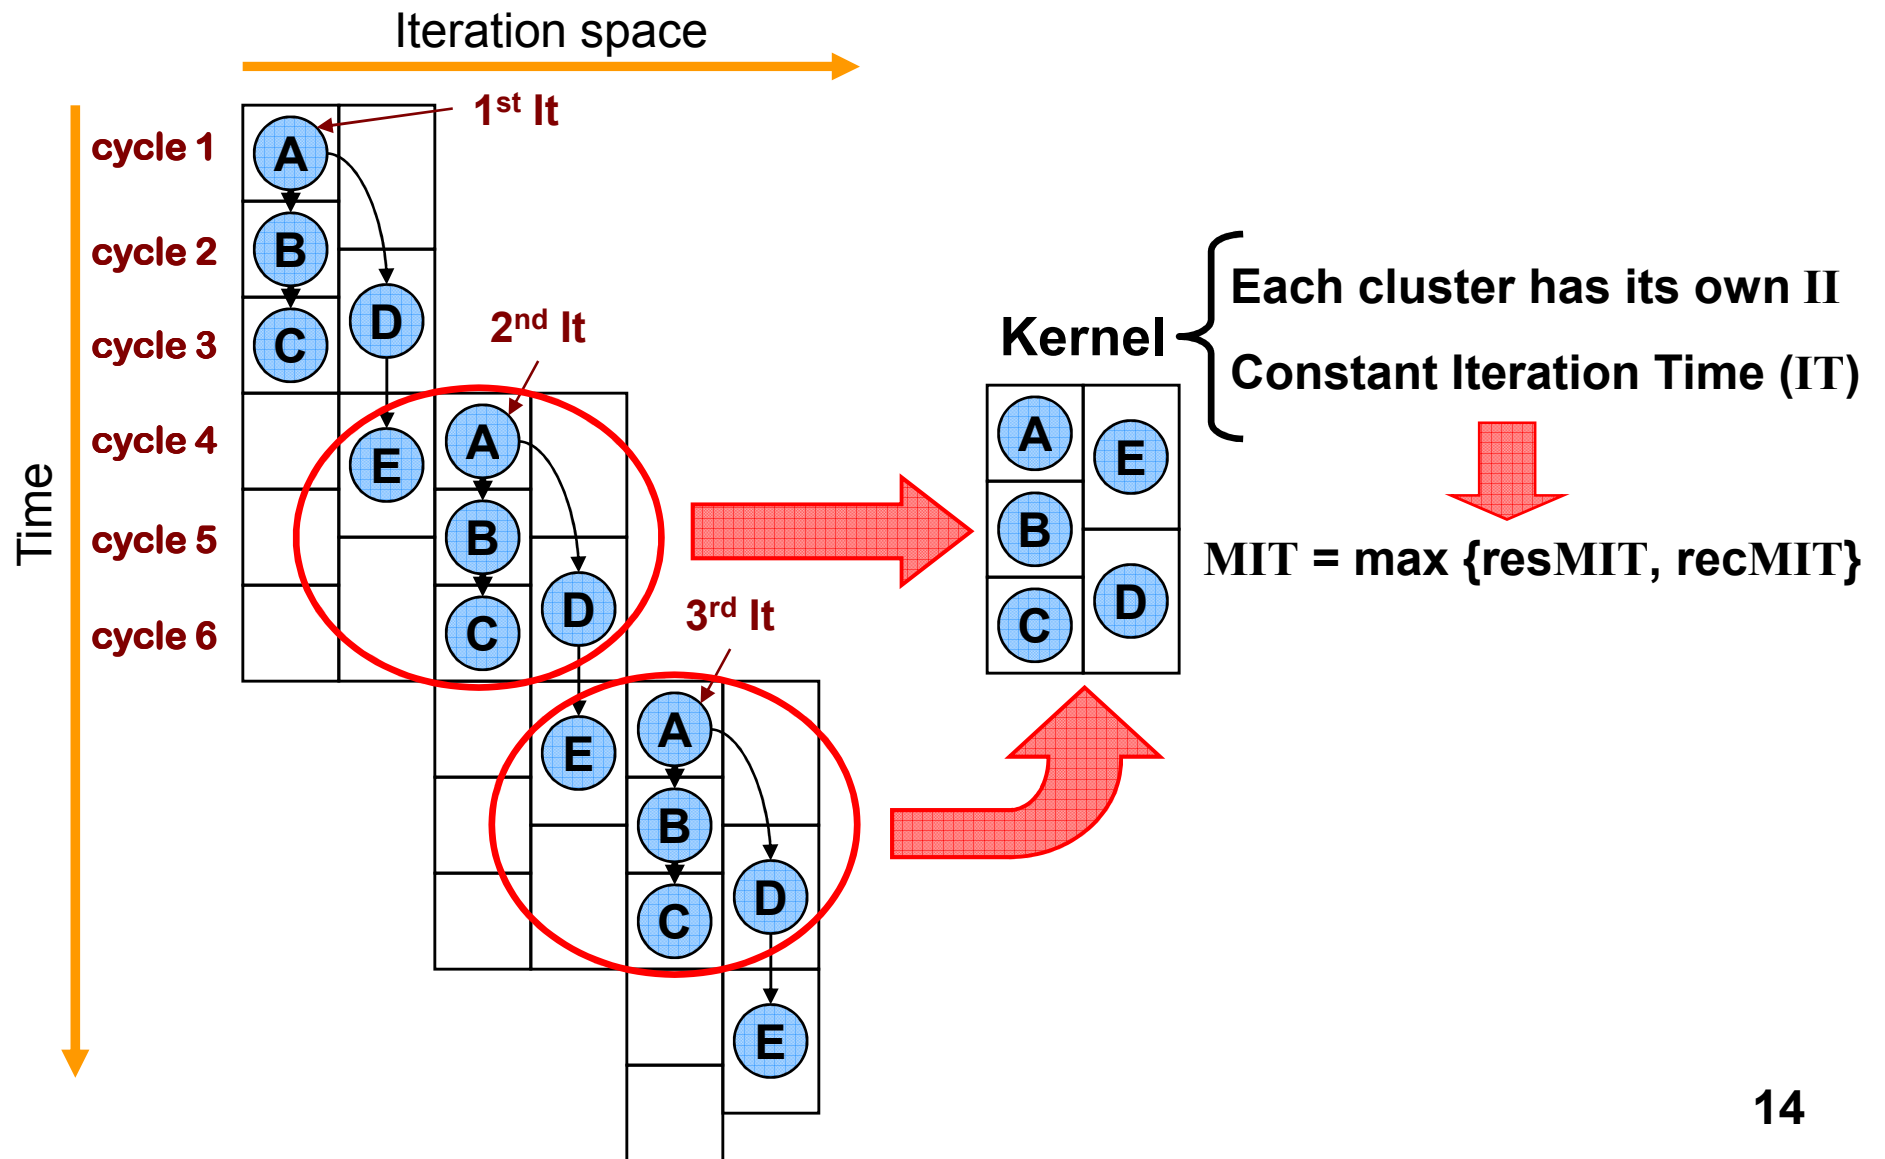 Iteration space
1st It
cycle 1
A
cycle 2
B
D
cycle 3
C
2nd It
Kernel
Each cluster has its own II
Constant Iteration Time (IT)
Time
cycle 4
E
A
A
E
cycle 5
B
B
MIT = max {resMIT, recMIT}
cycle 6
C
D
C
D
3rd It
E
A
B
C
D
E
14